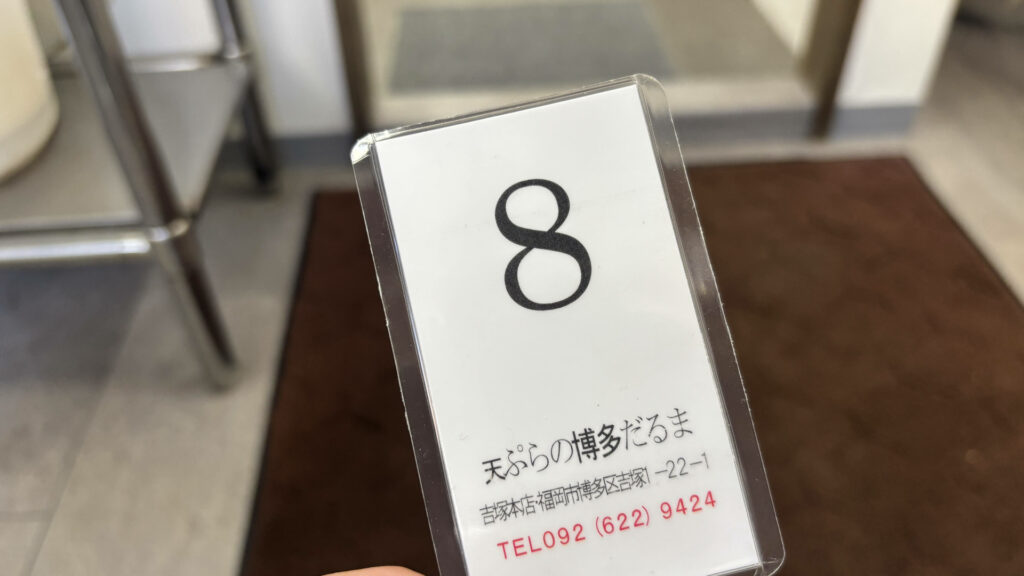 8
天ぷらの博多だるま
吉塚本店・福岡市博多区吉塚1-22-1
TEL092 (622) 9424